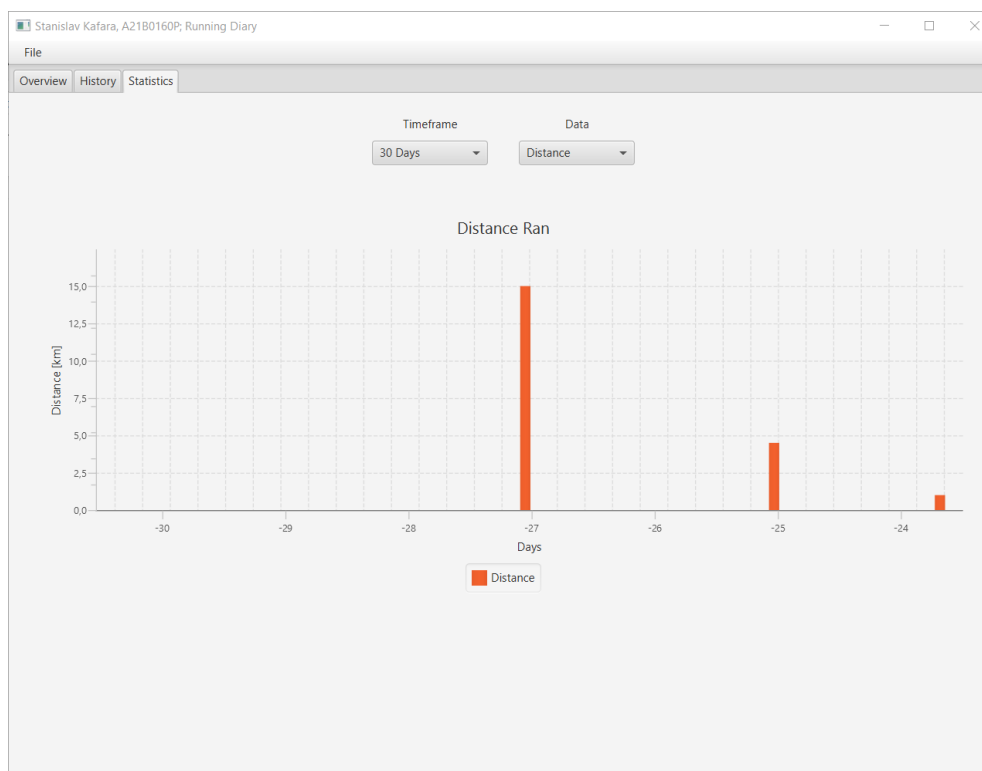 Stanislav Kafara, A21B0160P; Running Diary
File
Overview History Statistics
Timeframe Data
30 Days Distance
Distance Ran
Distance [km]
15,0
12,5
10,0
7,5
5,0
2,5
0,0
-30 -29 -28 -27 -26 -25 -24
Days
Distance